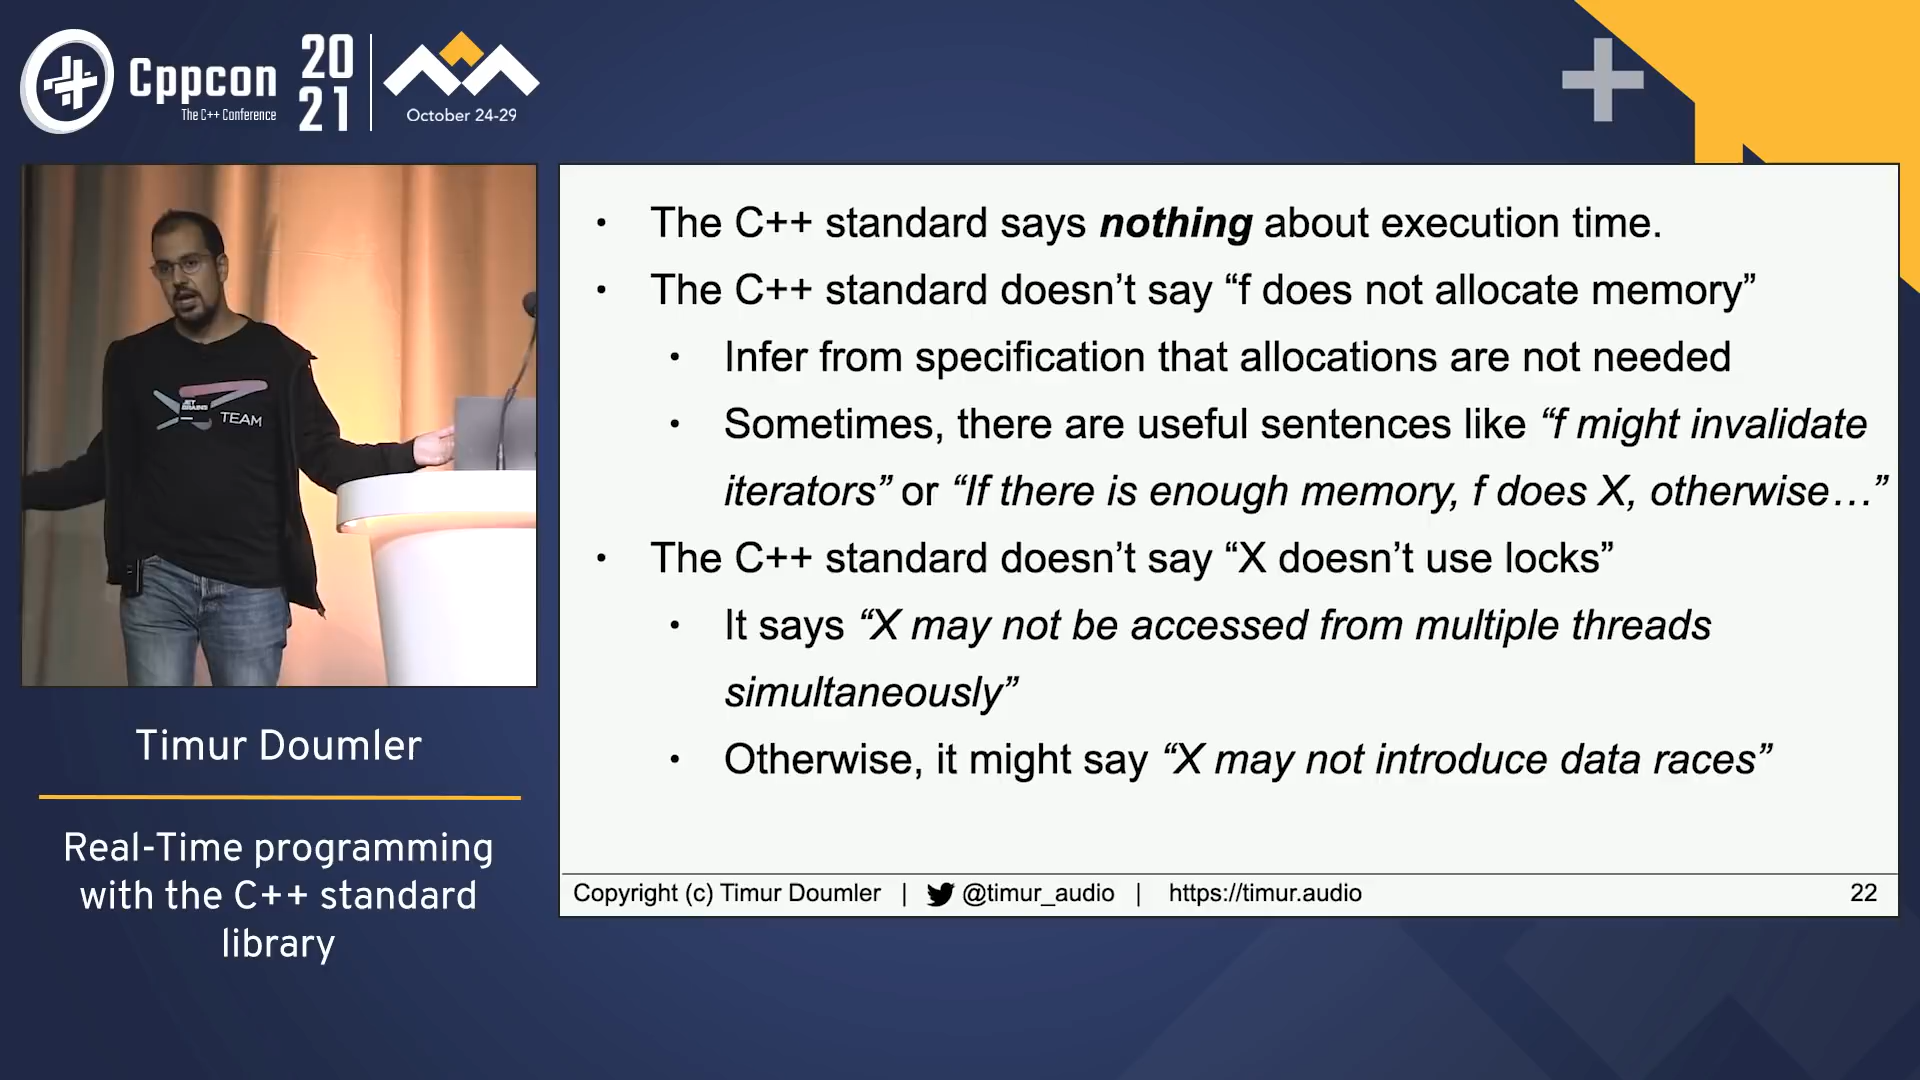 Cppcon
The C++ Conference
20
21
October 24-29
JET
BRAINS
TEAM
Timur Doumler
Real-Time programming
with the C++ standard
library
• The C++ standard says nothing about execution time.
• The C++ standard doesn’t say “f does not allocate memory”
• Infer from specification that allocations are not needed
• Sometimes, there are useful sentences like “f might invalidate
iterators” or “If there is enough memory, f does X, otherwise…”
• The C++ standard doesn’t say “X doesn’t use locks”
• It says “X may not be accessed from multiple threads
simultaneously”
• Otherwise, it might say “X may not introduce data races”
Copyright (c) Timur Doumler | @timur_audio | https://timur.audio 22